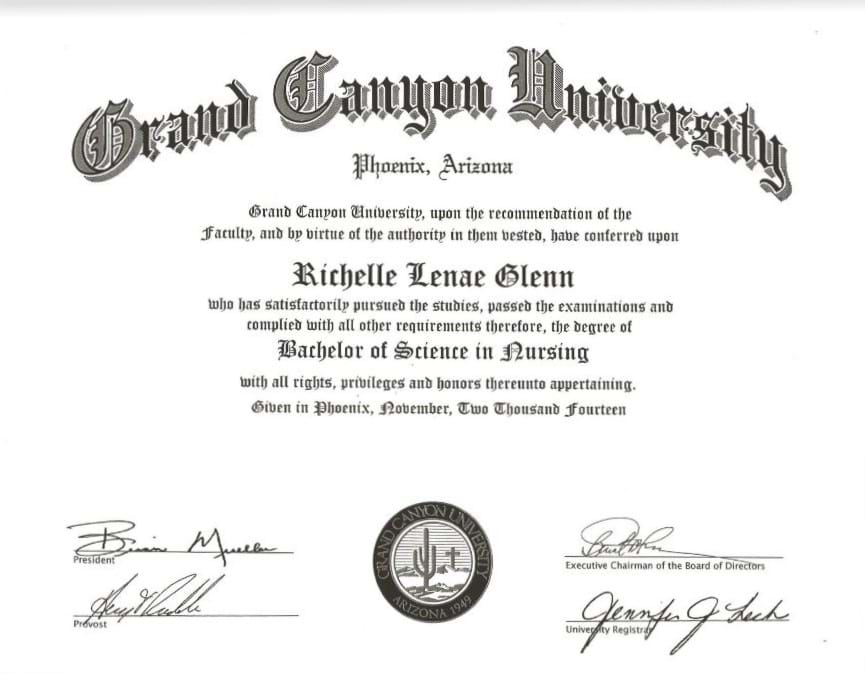 Grand Canyon University
Phoenix, Arizona
Grand Canyon University, upon the recommendation of the
Faculty, and by virtue of the authority in them vested, have conferred upon
Richelle Lenae Glenn
who has satisfactorily pursued the studies, passed the examinations and
complied with all other requirements therefore, the degree of
Bachelor of Science in Nursing
with all rights, privileges and honors thereunto appertaining.
Given in Phoenix, November, Two Thousand Fourteen
Brian Mueller
President
Executive Chairman of the Board of Directors
GRAND CANYON UNIVERSITY
ARIZONA 1949
Provost
Jennifer J Lech
University Registrar